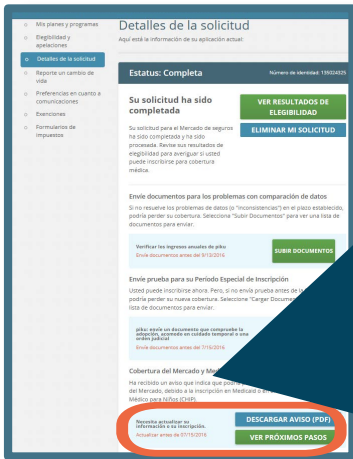 Mis planes y programas
Elegibilidad y
apelaciones
Detalles de la solicitud
Reporte un cambio de
vida
Preferencias en cuanto a
comunicaciones
Exenciones
Formularios de
impuestos
Detalles de la solicitud
Aquí está la información de su aplicación actual:
Estatus: Completa
Número de identidad: 135024325
Su solicitud ha sido
completada
Su solicitud para el Mercado de seguros
ha sido completada y ha sido
procesada. Revise sus resultados de
elegibilidad para averiguar si usted
puede inscribirse para cobertura
médica.
VER RESULTADOS DE
ELEGIBILIDAD
ELIMINAR MI SOLICITUD
Envíe documentos para los problemas con comparación de datos
Si no resuelve los problemas de datos (o "inconsistencias") en el plazo establecido,
podría perder su cobertura. Seleccione "Subir Documentos" para ver una lista de
documentos para enviar.
Verificar los ingresos anuales de piku
Envíe documentos antes del 9/13/2016
SUBIR DOCUMENTOS
Envíe prueba para su Período Especial de Inscripción
Usted puede inscribirse ahora. Pero, si no envía prueba antes de la
podría perder su nueva cobertura. Seleccione "Carger
lista de documentos para enviar.
piku: envíe un documento que compruebe la
adopción, acomodo en cuidado temporal o una
orden judicial
Envíe documentos antes del 7/15/2016
Cobertura del Mercado y
Ha recibido un aviso que indica que
del Mercado, debido a la inscripción en Medicaid o
Médico para Niños (CHIP).
Necesita actualizar su
información o su inscripción.
Actualizar antes de 07/15/2016
DESCARGAR AVISO (PDF)
VER PRÓXIMOS PASOS